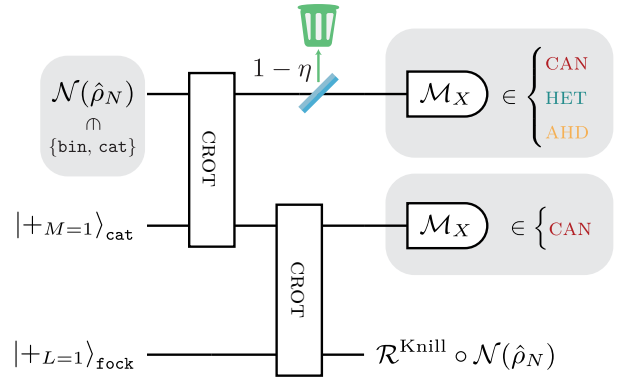 1 − η
𝒩(ρ̂_N)
∈
{bin, cat}
CROT
ℳ_X ∈ { CAN
HET
AHD
|+_{M=1}⟩_cat
CROT
ℳ_X ∈ { CAN
|+_{L=1}⟩_fock
ℛ^Knill ∘ 𝒩(ρ̂_N)